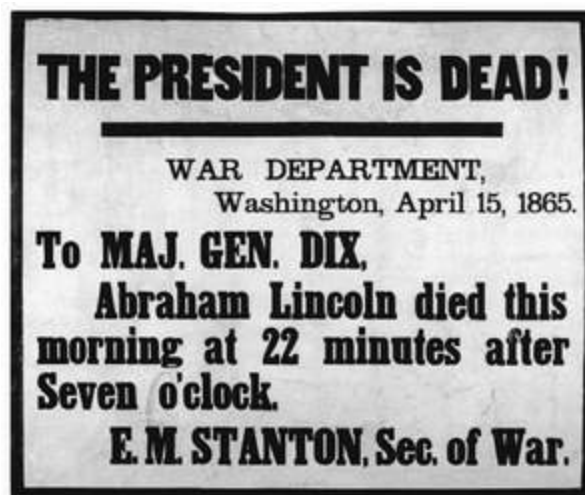 THE PRESIDENT IS DEAD!
WAR DEPARTMENT,
Washington, April 15, 1865.
To MAJ. GEN. DIX,
Abraham Lincoln died this
morning at 22 minutes after
Seven o'clock.
E. M. STANTON, Sec. of War.